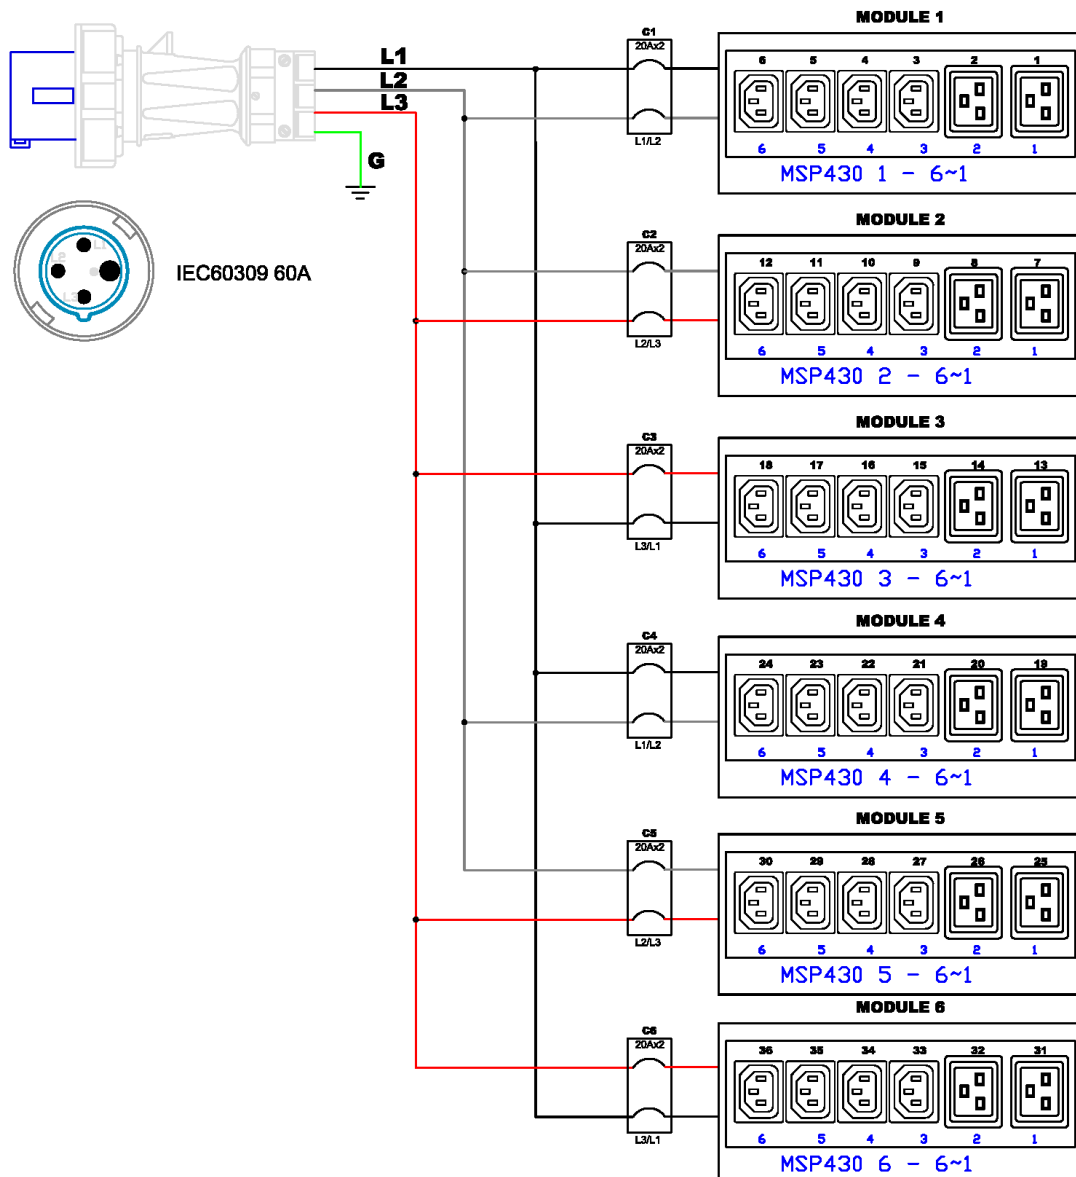 L1
L2
L3
G
L1
L2
L3
IEC60309 60A
MODULE 1
C1
20Ax2
L1/L2
6 5 4 3 2 1
6 5 4 3 2 1
MSP430 1 - 6~1
MODULE 2
C2
20Ax2
L2/L3
12 11 10 9 8 7
6 5 4 3 2 1
MSP430 2 - 6~1
MODULE 3
C3
20Ax2
L3/L1
18 17 16 15 14 13
6 5 4 3 2 1
MSP430 3 - 6~1
MODULE 4
C4
20Ax2
L1/L2
24 23 22 21 20 19
6 5 4 3 2 1
MSP430 4 - 6~1
MODULE 5
C5
20Ax2
L2/L3
30 29 28 27 26 25
6 5 4 3 2 1
MSP430 5 - 6~1
MODULE 6
C6
20Ax2
L3/L1
36 35 34 33 32 31
6 5 4 3 2 1
MSP430 6 - 6~1